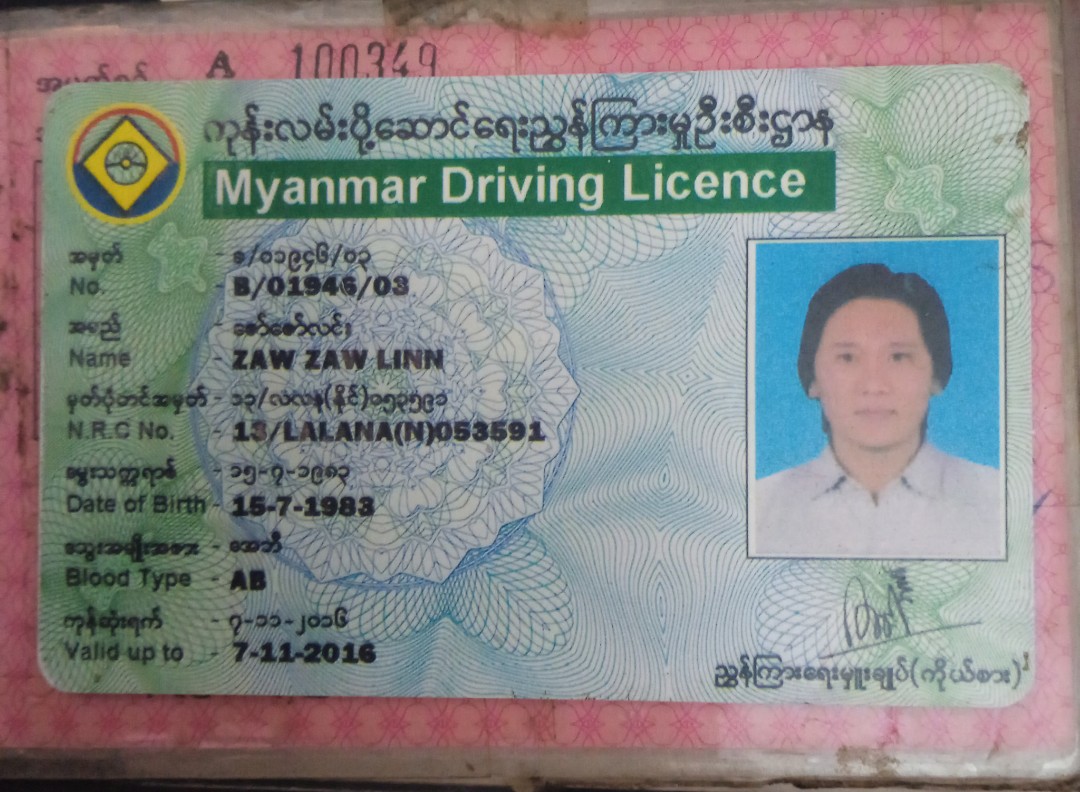 A 100349
ကုန်းလမ်းပို့ဆောင်ရေးညွှန်ကြားမှုဦးစီးဌာန
Myanmar Driving Licence
အမှတ် - ခ/၀၁၉၄၆/၀၃
No. - B/01946/03
အမည် - ဇော်ဇော်လင်း
Name - ZAW ZAW LINN
မှတ်ပုံတင်အမှတ် - ၁၃/လလန(နိုင်)၀၅၃၅၉၁
N.R.C No. - 13/LALANA(N)053591
မွေးသက္ကရာဇ် - ၁၅-၇-၁၉၈၃
Date of Birth - 15-7-1983
သွေးအမျိုးအစား - အေဘီ
Blood Type - AB
ကုန်ဆုံးရက် - ၇-၁၁-၂၀၁၆
Valid up to - 7-11-2016
ညွှန်ကြားရေးမှူးချုပ်(ကိုယ်စား)